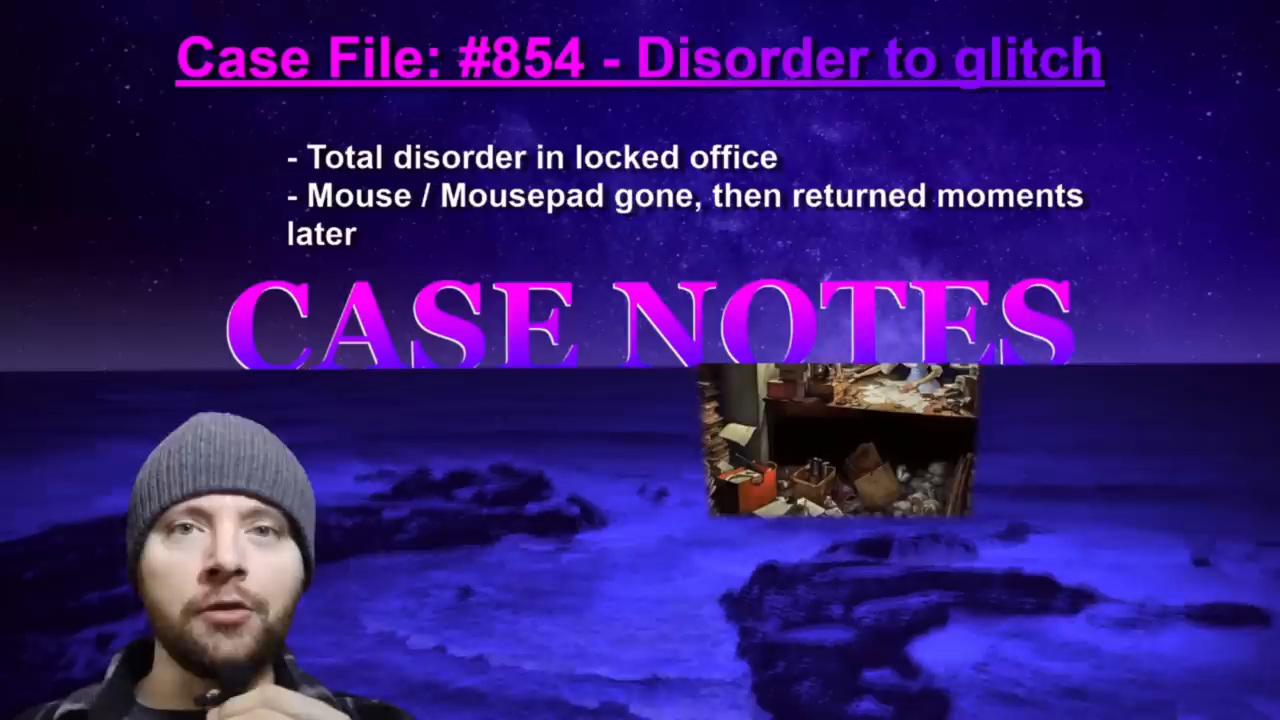 Case File: #854 - Disorder to glitch
- Total disorder in locked office
- Mouse / Mousepad gone, then returned moments
later
CASE NOTES